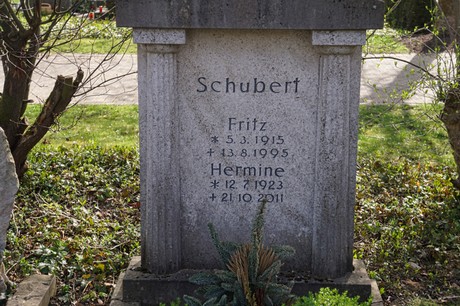 Schubert
Fritz
* 5.3.1915
+ 13.8.1995
Hermine
* 12.7.1923
+ 21.10.2011